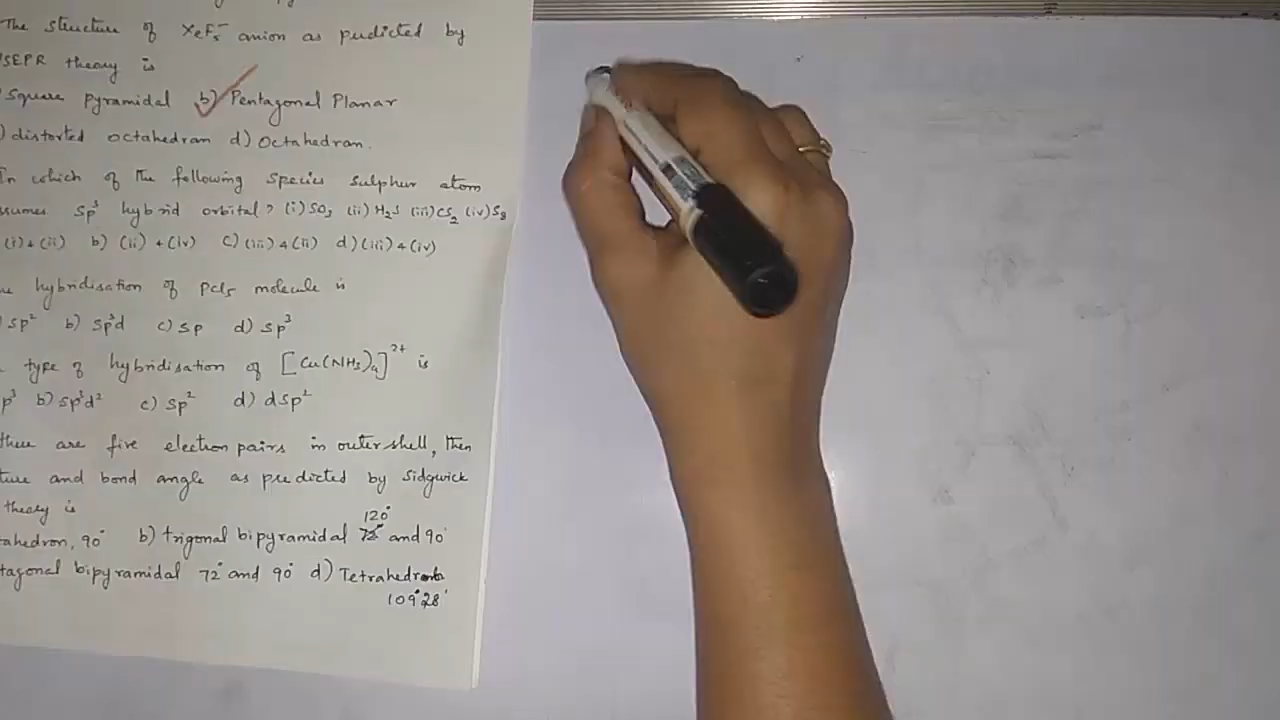 The structure of XeF₅⁻ anion as pudicted by
SEPR theory is
Square pyramidal b) Pentagonal Planar
) distorted octahedran d) Octahedran.
In which of the following species sulphur atom
sumes sp³ hybrid orbital? (i) SO₃ (ii) H₂S (iii) CS₂ (iv) S₈
(i)+(ii) b) (ii)+(iv) c) (iii)+(ii) d) (iii)+(iv)
hybridisation of PCl₅ molecule is
) sp² b) sp³d c) sp d) sp³
type of hybridisation of [Cu(NH₃)₄]²⁺ is
p³ b) sp³d² c) sp² d) dsp²
there are five electron pairs in outer shell, then
ture and bond angle as predicted by Sidgwick
theory is
ahedron, 90° b) trigonal bipyramidal 120° and 90°
tagonal bipyramidal 72° and 90° d) Tetrahedron
109°28'